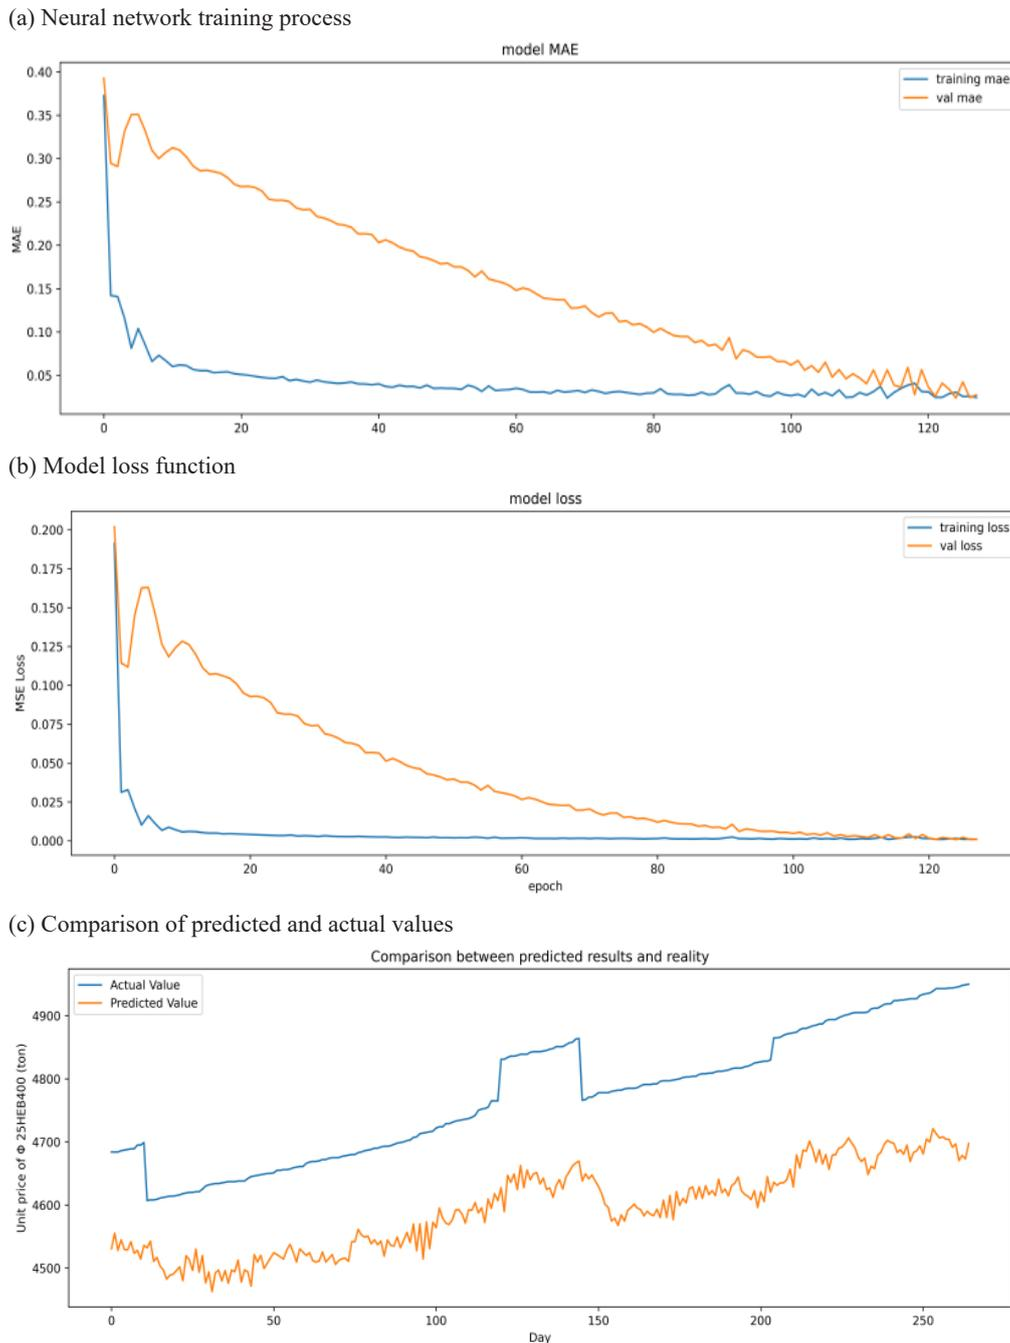 (a) Neural network training process
model MAE
0.40
0.35
0.30
0.25
0.20
0.15
0.10
0.05
MAE
training mae
val mae
0 20 40 60 80 100 120
(b) Model loss function
model loss
0.200
0.175
0.150
0.125
0.100
0.075
0.050
0.025
0.000
MSE Loss
training loss
val loss
0 20 40 60 80 100 120
epoch
(c) Comparison of predicted and actual values
Comparison between predicted results and reality
Actual Value
Predicted Value
4900
4800
4700
4600
4500
Unit price of Φ 25HEB400 (ton)
0 50 100 150 200 250
Day